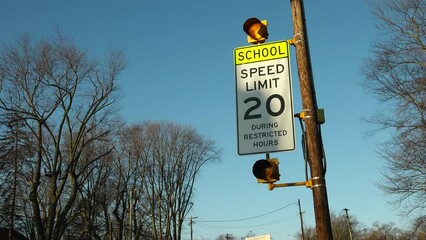 SCHOOL
SPEED
LIMIT
20
DURING
RESTRICTED
HOURS